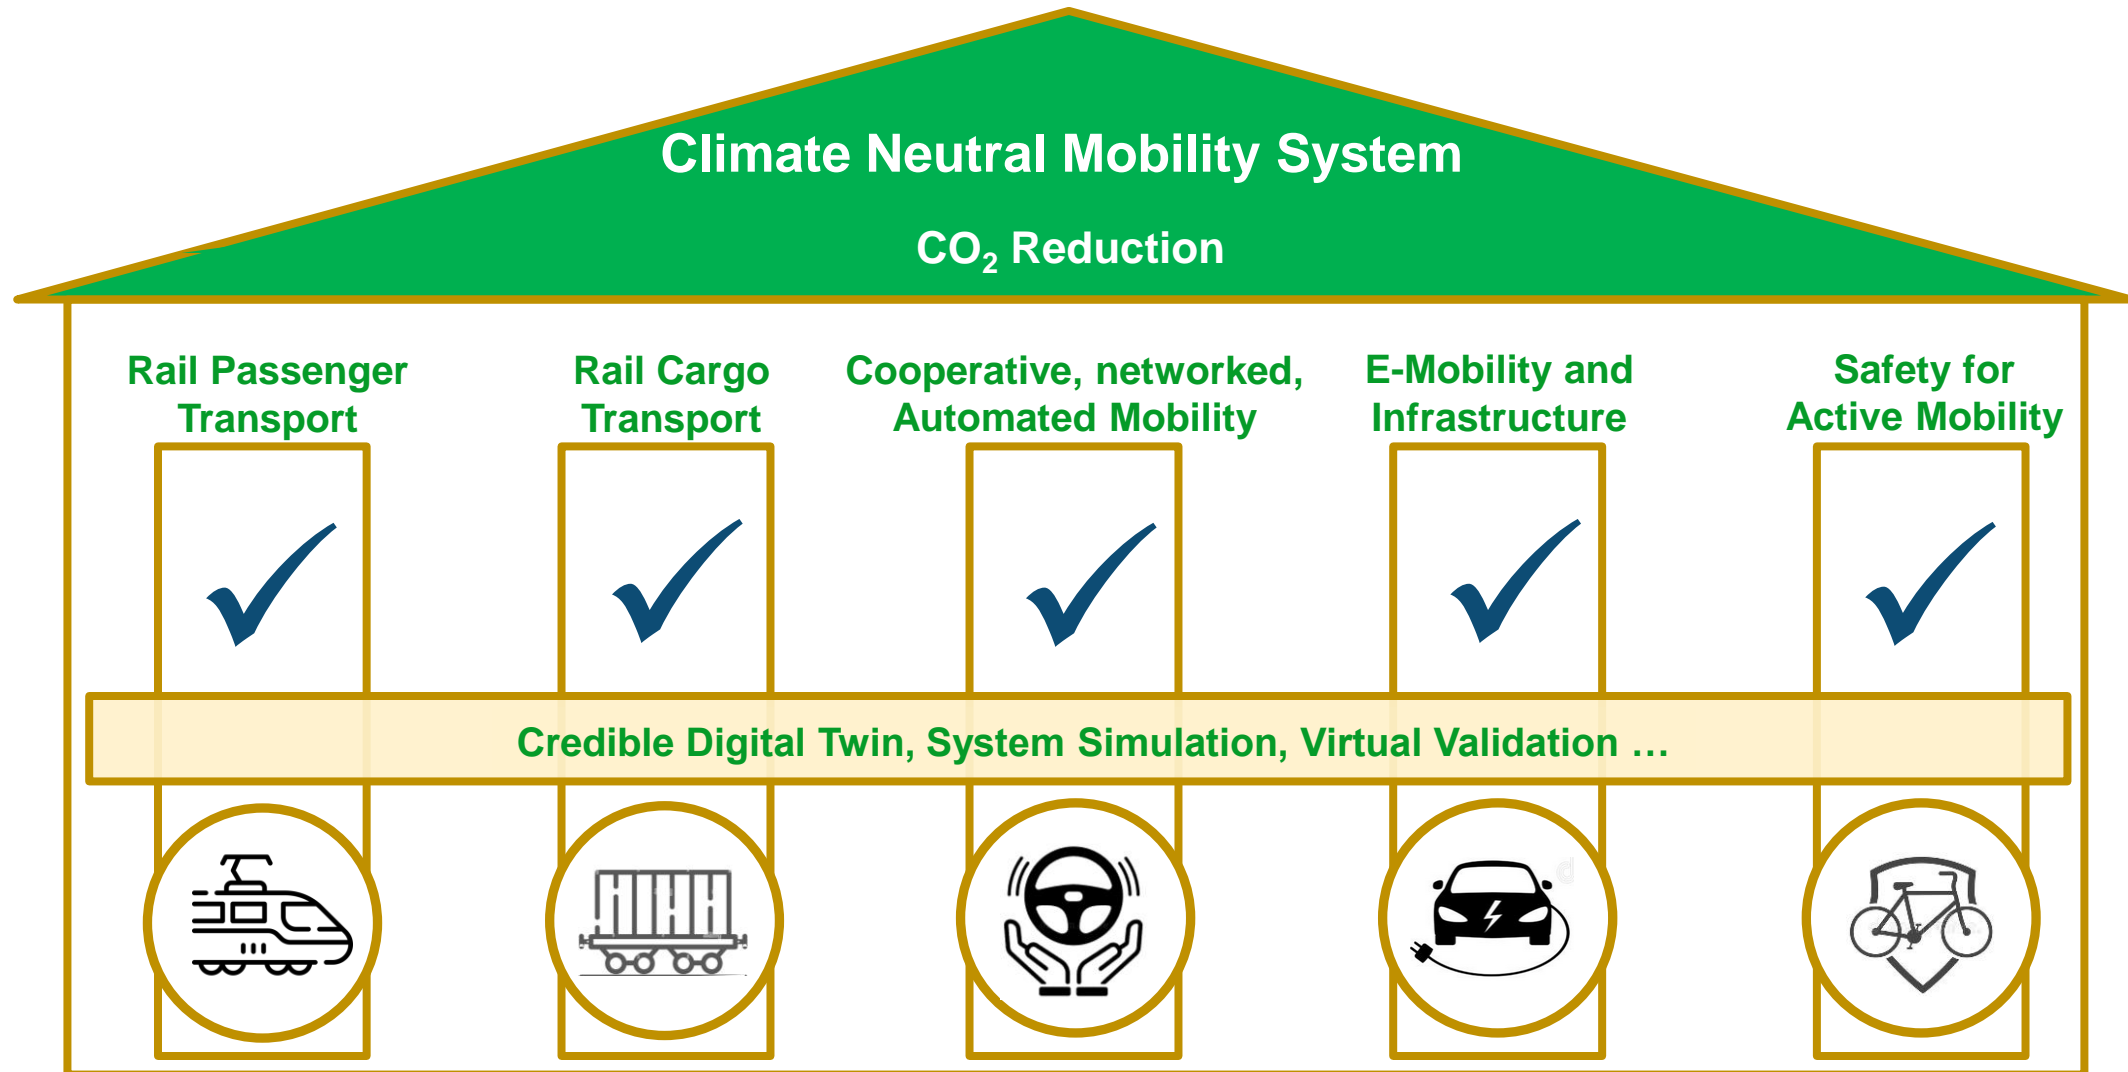 Climate Neutral Mobility System
CO₂ Reduction
Rail Passenger
Transport
Rail Cargo
Transport
Cooperative, networked,
Automated Mobility
E-Mobility and
Infrastructure
Safety for
Active Mobility
Credible Digital Twin, System Simulation, Virtual Validation …